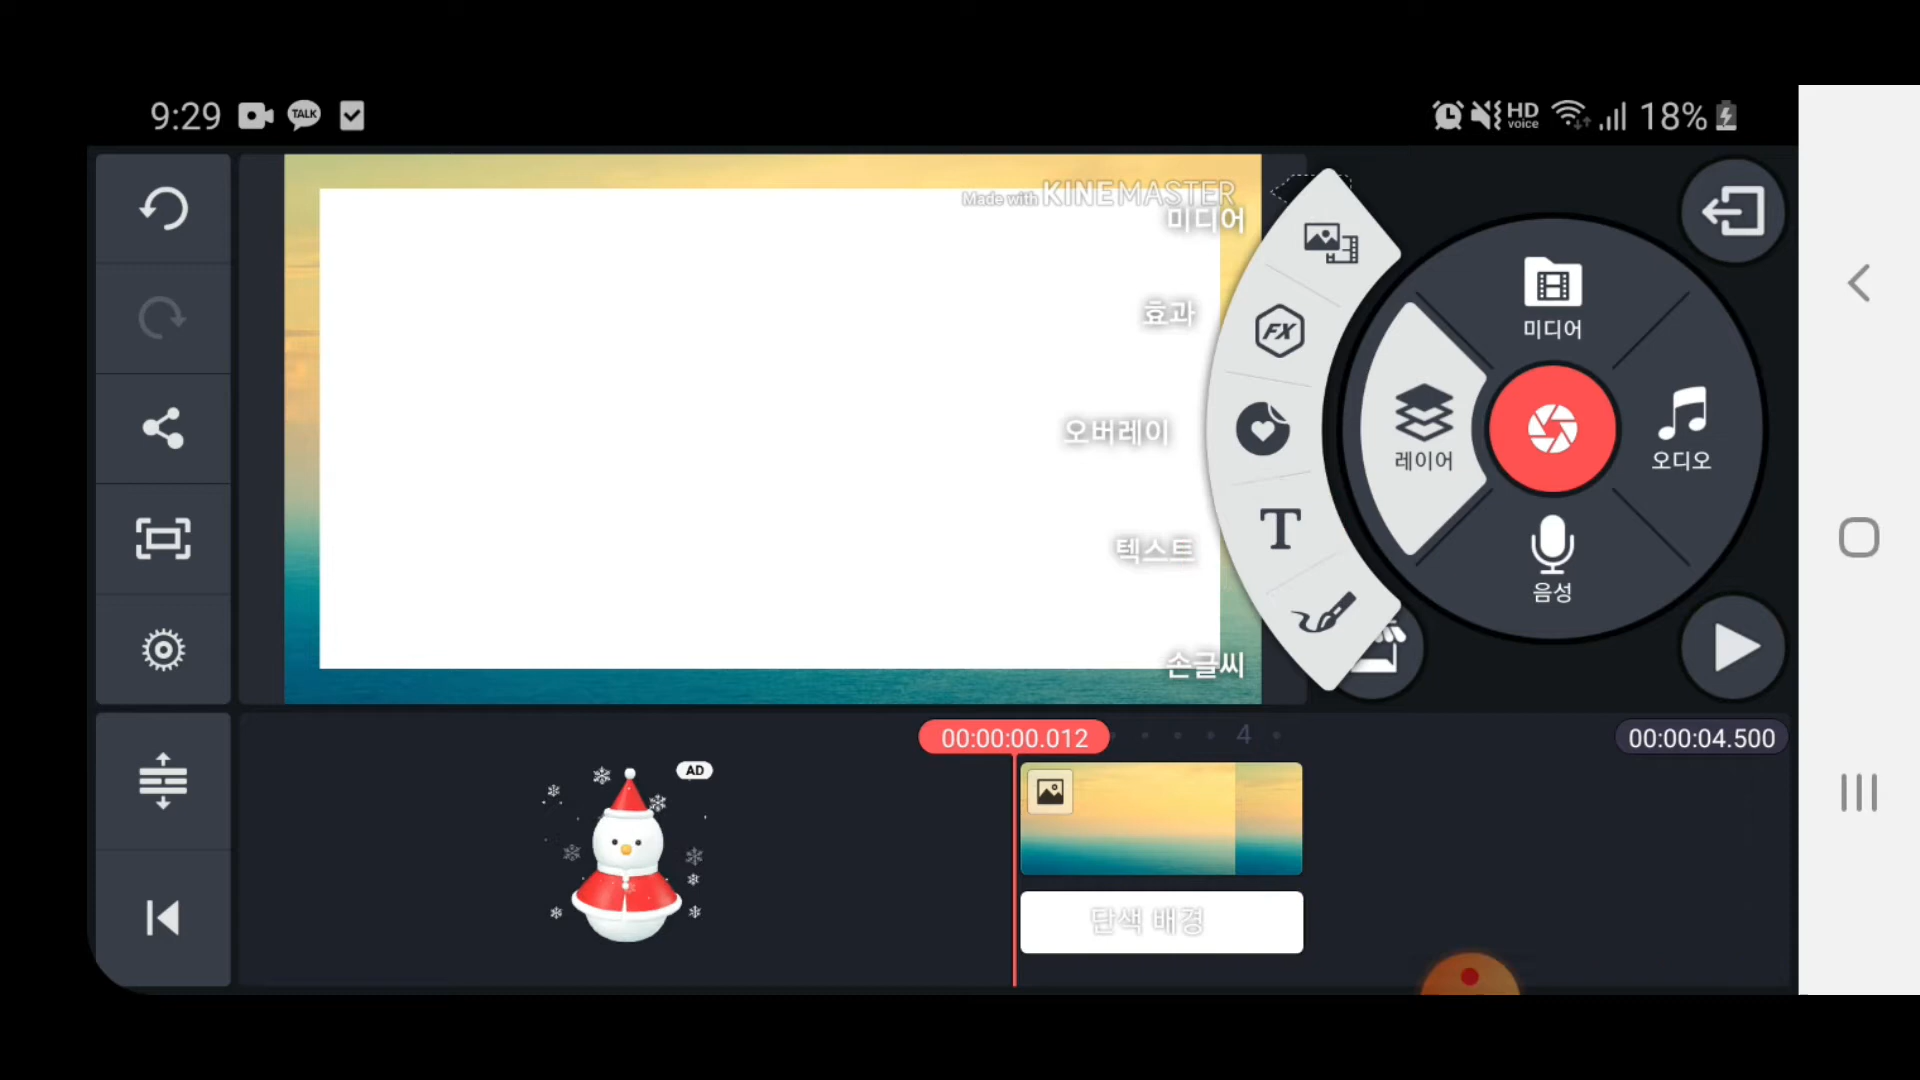 9:29
TALK
HD voice
18%
Made with KINEMASTER
미디어
효과
오버레이
텍스트
손글씨
FX
T
미디어
레이어
오디오
음성
00:00:00.012
4
00:00:04.500
AD
단색 배경